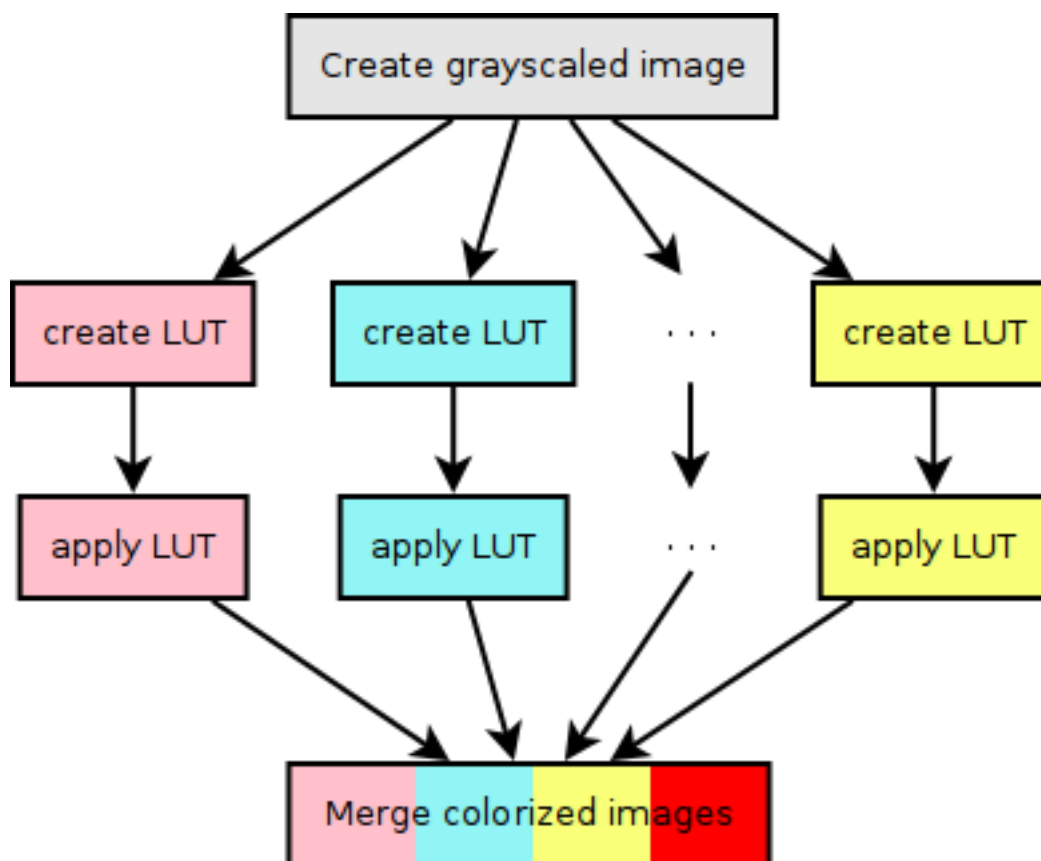 Create grayscaled image
create LUT
create LUT
. . .
create LUT
apply LUT
apply LUT
. . .
apply LUT
Merge colorized images